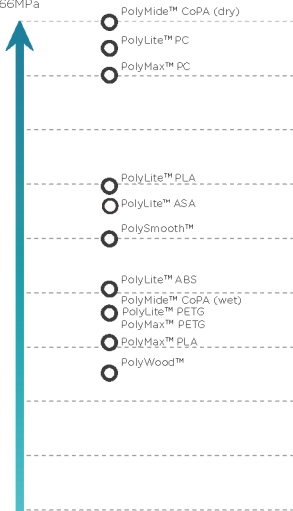 66MPa
PolyMide™ CoPA (dry)
PolyLite™ PC
PolyMax™ PC
PolyLite™ PLA
PolyLite™ ASA
PolySmooth™
PolyLite™ ABS
PolyMide™ CoPA (wet)
PolyLite™ PETG
PolyMax™ PETG
PolyMax™ PLA
PolyWood™